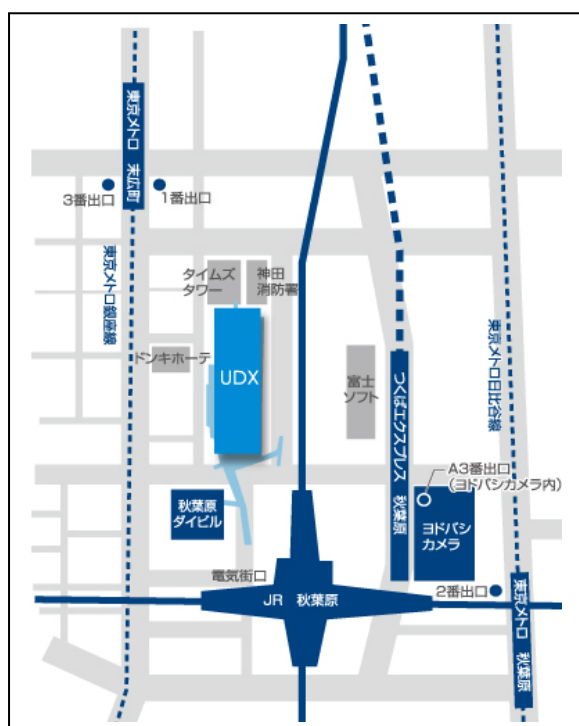 東京メトロ 末広町
3番出口
1番出口
東京メトロ銀座線
タイムズ
タワー
神田
消防署
ドンキホーテ
UDX
富士
ソフト
つくばエクスプレス 秋葉原
東京メトロ日比谷線
A3番出口
(ヨドバシカメラ内)
秋葉原
ダイビル
ヨドバシ
カメラ
電気街口
JR 秋葉原
2番出口
東京メトロ 秋葉原